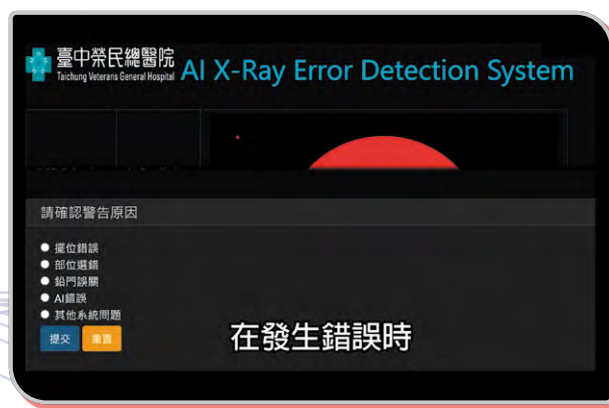 臺中榮民總醫院
Taichung Veterans General Hospital
AI X-Ray Error Detection System
請確認警告原因
擺位錯誤
部位選錯
鉛門誤關
AI錯誤
其他系統問題
提交 重置
在發生錯誤時